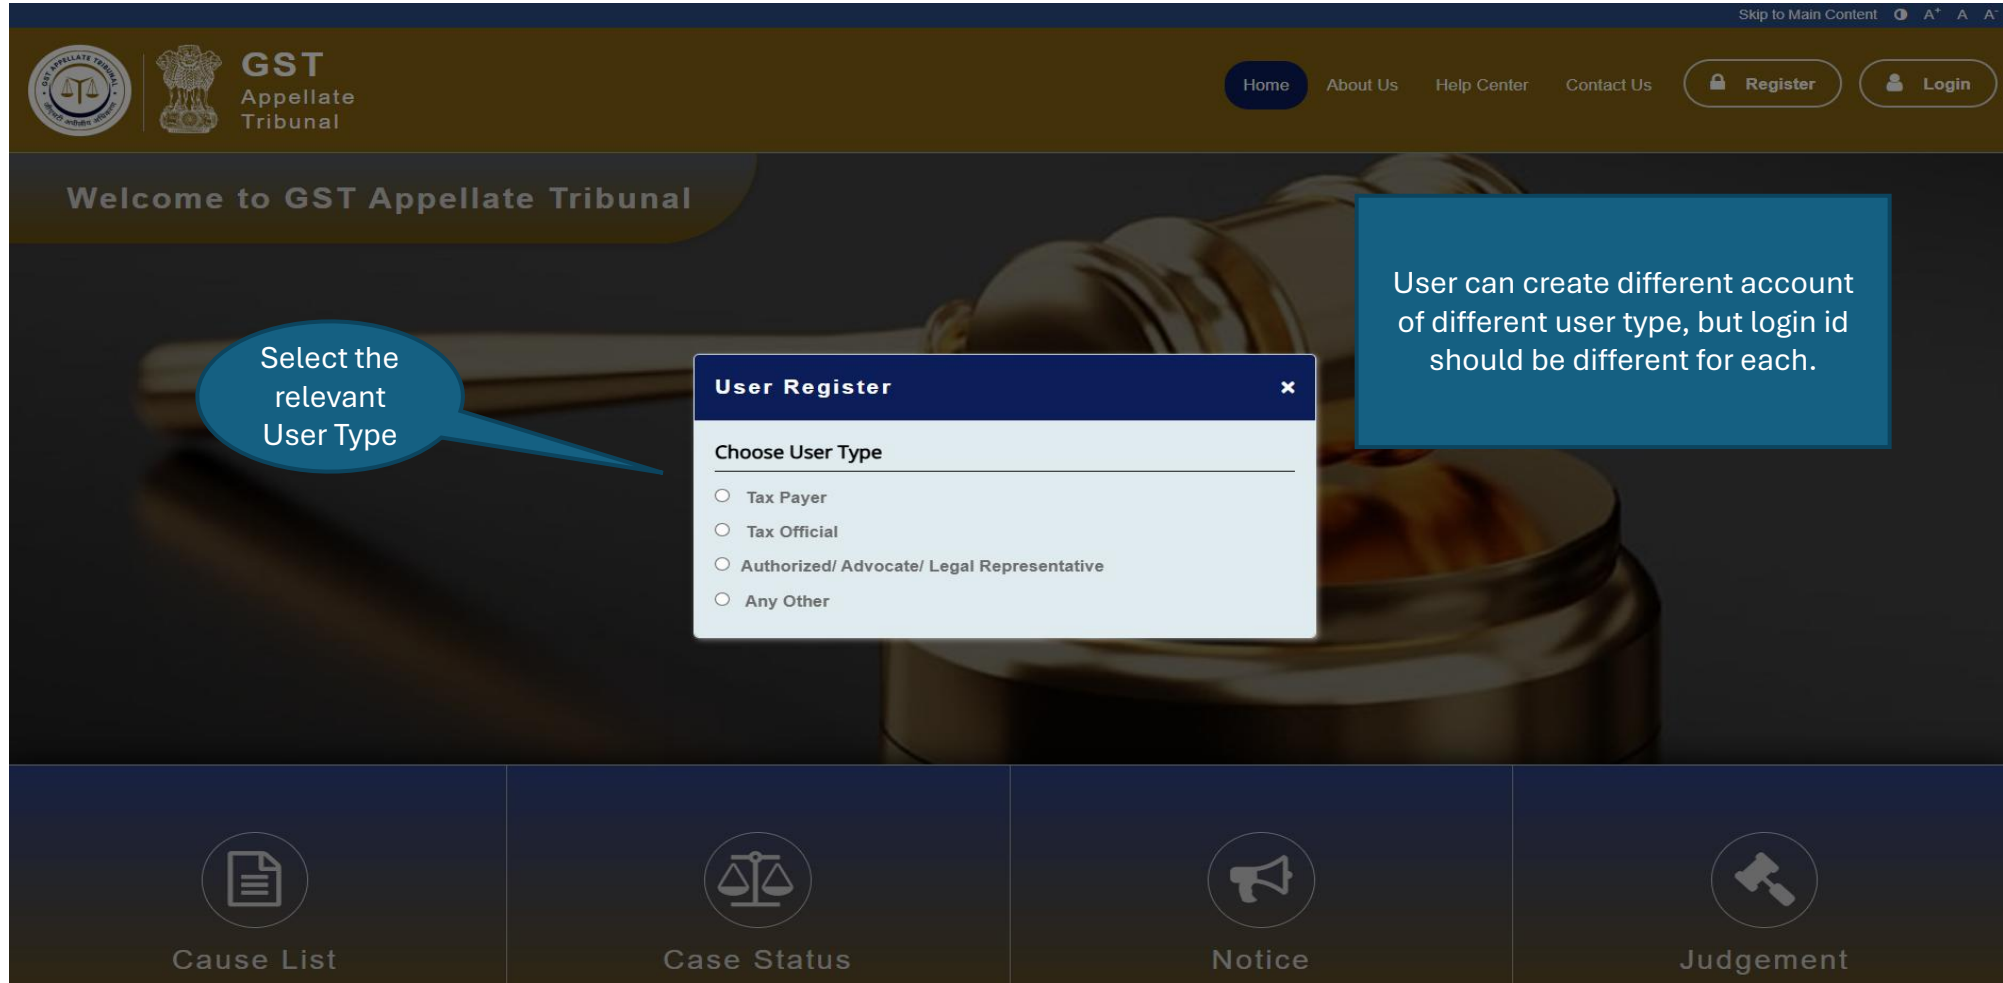 Skip to Main Content A+ A A-
GST APPELLATE TRIBUNAL
GST
Appellate
Tribunal
Home About Us Help Center Contact Us Register Login
Welcome to GST Appellate Tribunal
User can create different account
of different user type, but login id
should be different for each.
Select the
relevant
User Type
User Register ×
Choose User Type
Tax Payer
Tax Official
Authorized/ Advocate/ Legal Representative
Any Other
Cause List Case Status Notice Judgement